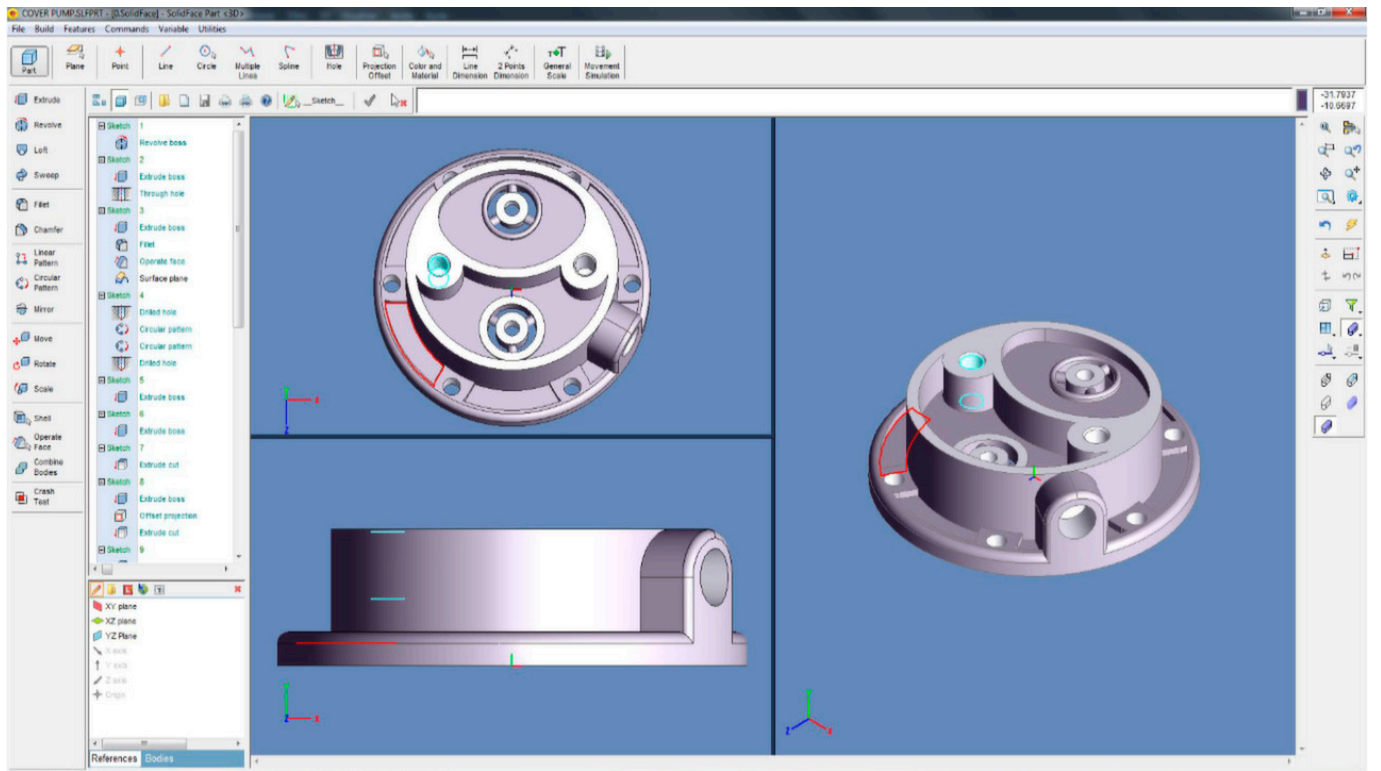 COVER PUMP.SLFPRT - [0.SolidFace] - SolidFace Part <3D>
File Build Features Commands Variable Utilities
Part Plane Point Line Circle Multiple Lines Spline Hole Projection Offset Color and Material Line Dimension 2 Points Dimension General Scale Movement Simulation
Extrude
Revolve
Loft
Sweep
Fillet
Chamfer
Linear
Pattern
Circular
Pattern
Mirror
Move
Rotate
Scale
Shell
Operate
Face
Combine
Bodies
Crash
Test
__Sketch__
-31.7937
-10.6697
Sketch 1
Revolve boss
Sketch 2
Extrude boss
Through hole
Sketch 3
Extrude boss
Fillet
Operate face
Surface plane
Sketch 4
Drilled hole
Circular pattern
Circular pattern
Drilled hole
Sketch 5
Extrude boss
Sketch 6
Extrude boss
Sketch 7
Extrude cut
Sketch 8
Extrude boss
Offset projection
Extrude cut
Sketch 9
XY plane
XZ plane
YZ Plane
X axis
Y axis
Z axis
Origin
References Bodies